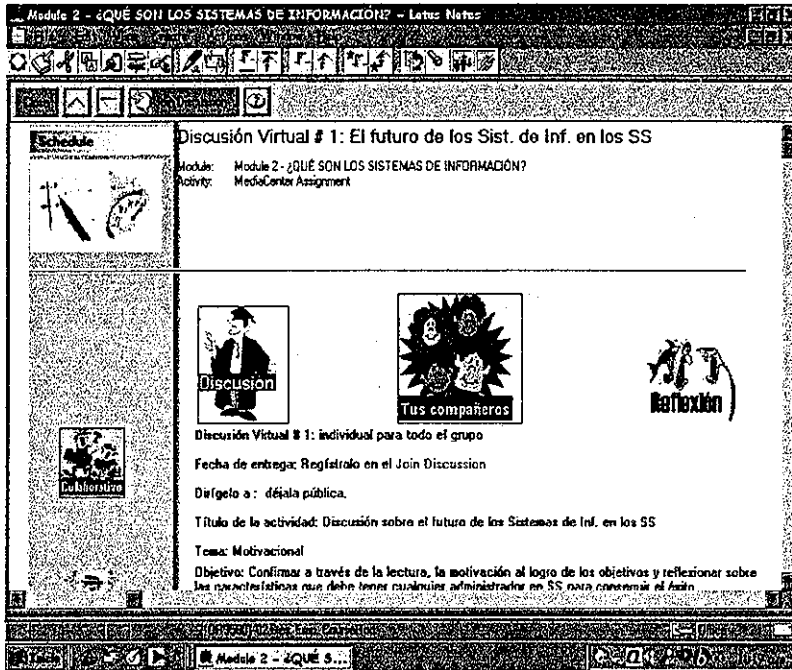 Module 2 - ¿QUÉ SON LOS SISTEMAS DE INFORMACIÓN? - Lotus Notes
Schedule
Discusión Virtual # 1: El futuro de los Sist. de Inf. en los SS
Module: Module 2 - ¿QUÉ SON LOS SISTEMAS DE INFORMACIÓN?
Activity: MediaCenter Assignment
Discusión
Tus compañeros
Reflexión
Colaborativo
Discusión Virtual # 1: individual para todo el grupo
Fecha de entrega: Regístralo en el Join Discussion
Dirígelo a : déjala pública.
Título de la actividad: Discusión sobre el futuro de los Sistemas de Inf. en los SS
Tema: Motivacional
Objetivo: Confirmar a través de la lectura, la motivación al logro de los objetivos y reflexionar sobre
las características que debe tener cualquier administrador en SS para conseguir el éxito
Module 2 - ¿QUÉ S...